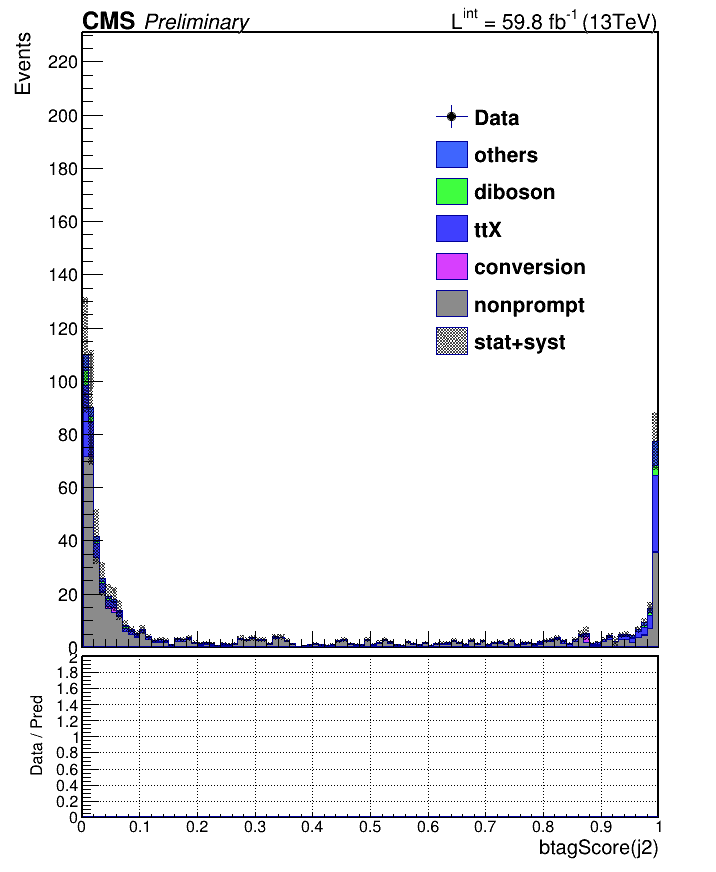 CMS Preliminary
L^int = 59.8 fb^-1 (13TeV)
Events
220
200
180
160
140
120
100
80
60
40
20
0
Data
others
diboson
ttX
conversion
nonprompt
stat+syst
Data / Pred
2
1.8
1.6
1.4
1.2
1
0.8
0.6
0.4
0.2
0
0 0.1 0.2 0.3 0.4 0.5 0.6 0.7 0.8 0.9 1
btagScore(j2)